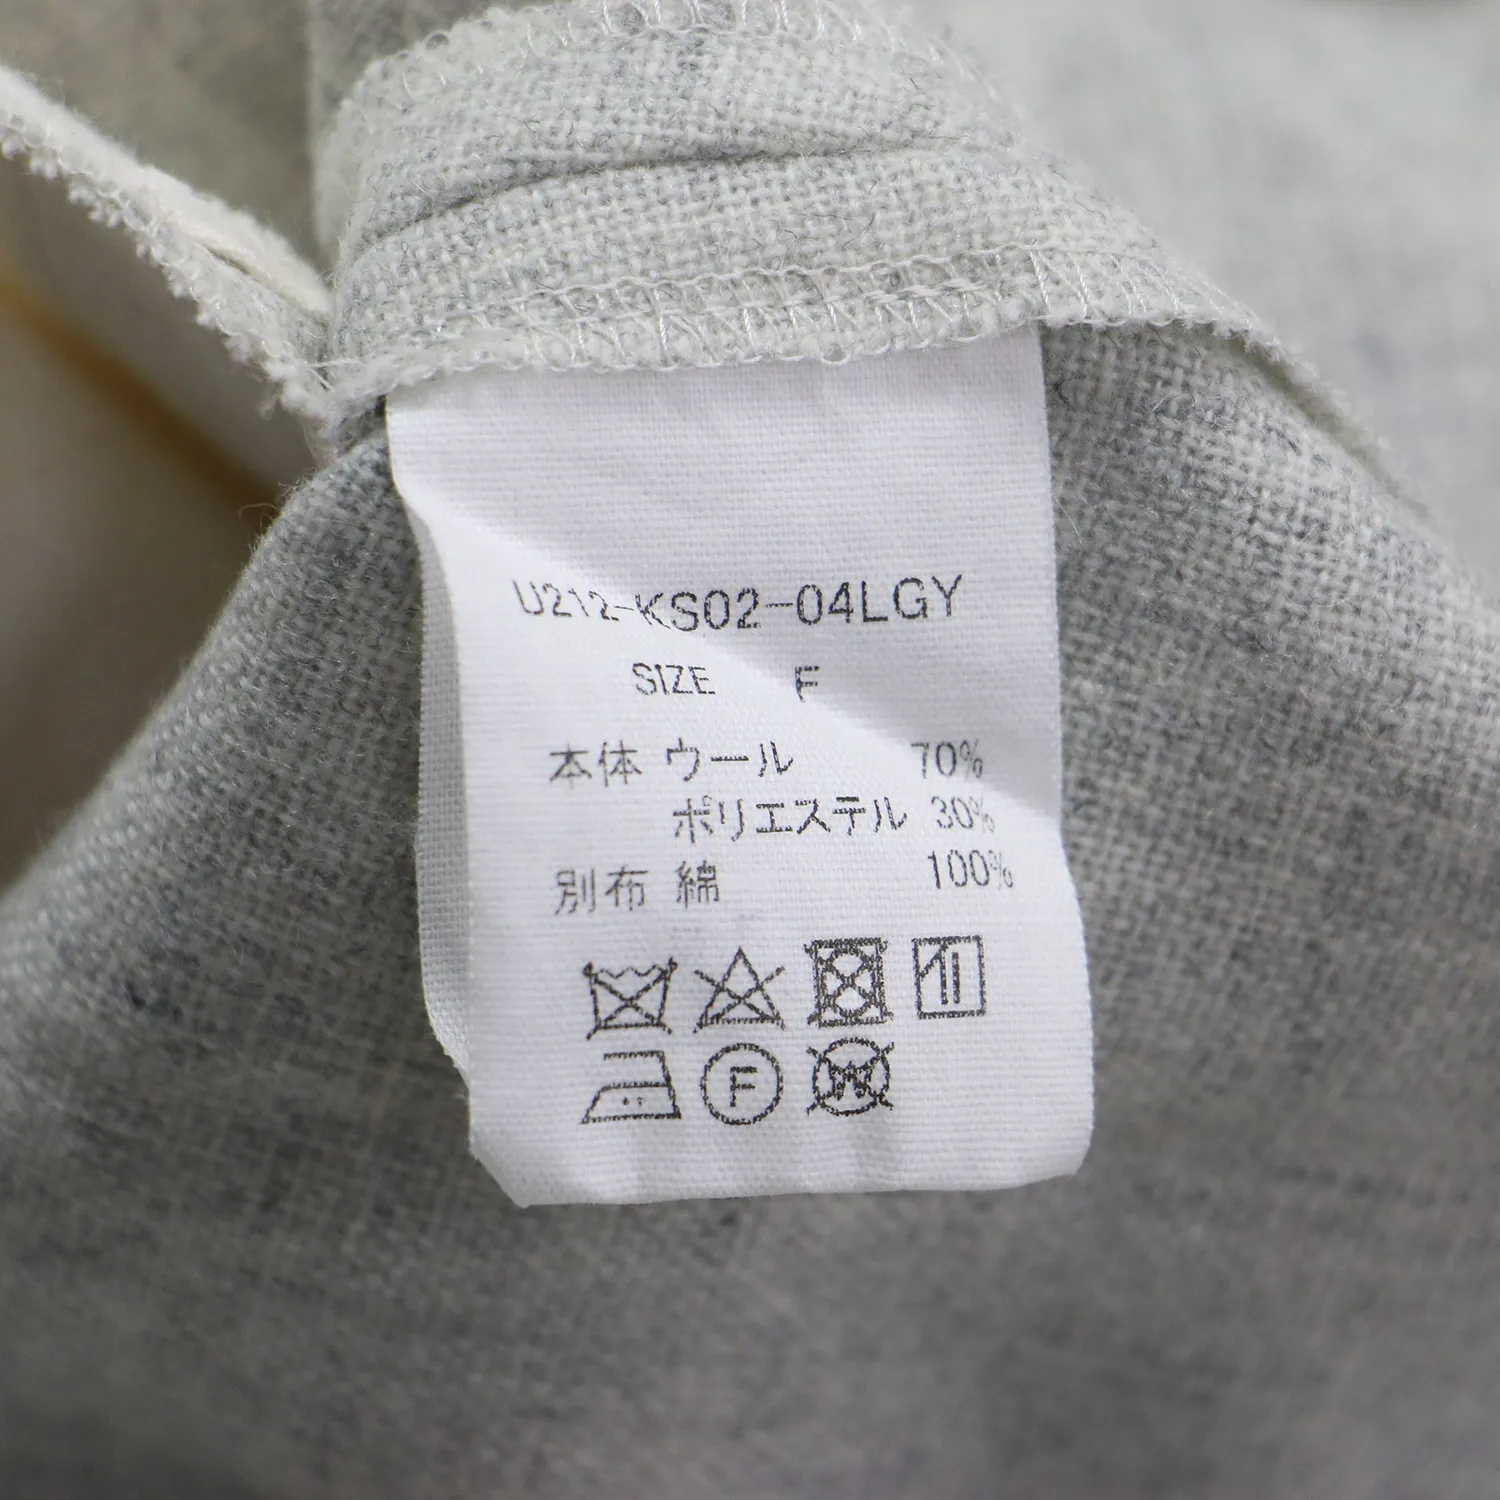 U212-KS02-04LGY
SIZE F
本体 ウール 70%
ポリエステル 30%
別布 綿 100%
F
W